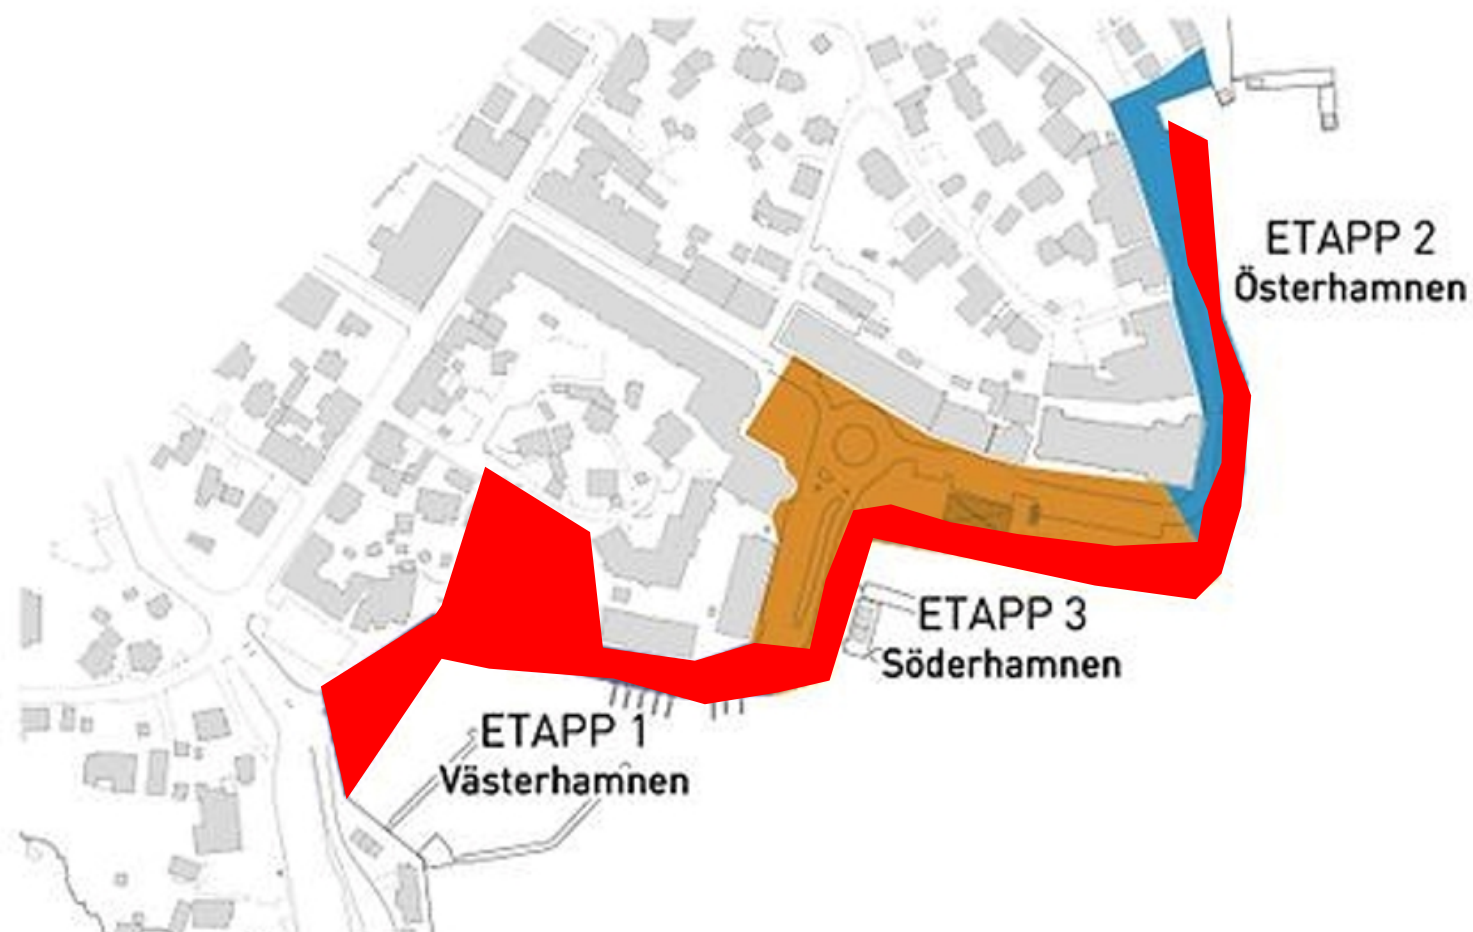 ETAPP 2
Österhamnen
ETAPP 3
Söderhamnen
ETAPP 1
Västerhamnen